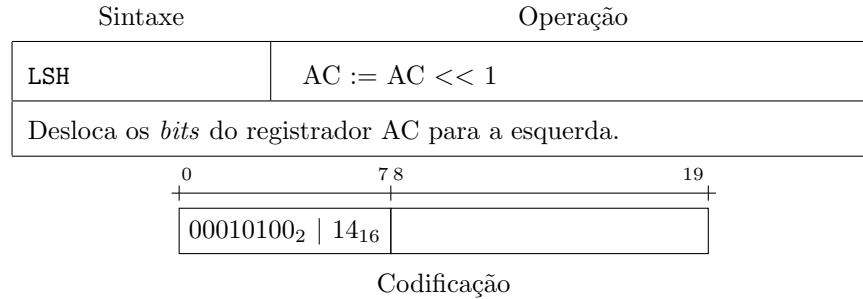 Sintaxe Operação
LSH AC := AC << 1
Desloca os bits do registrador AC para a esquerda.
0 7 8 19
00010100₂ | 14₁₆
Codificação